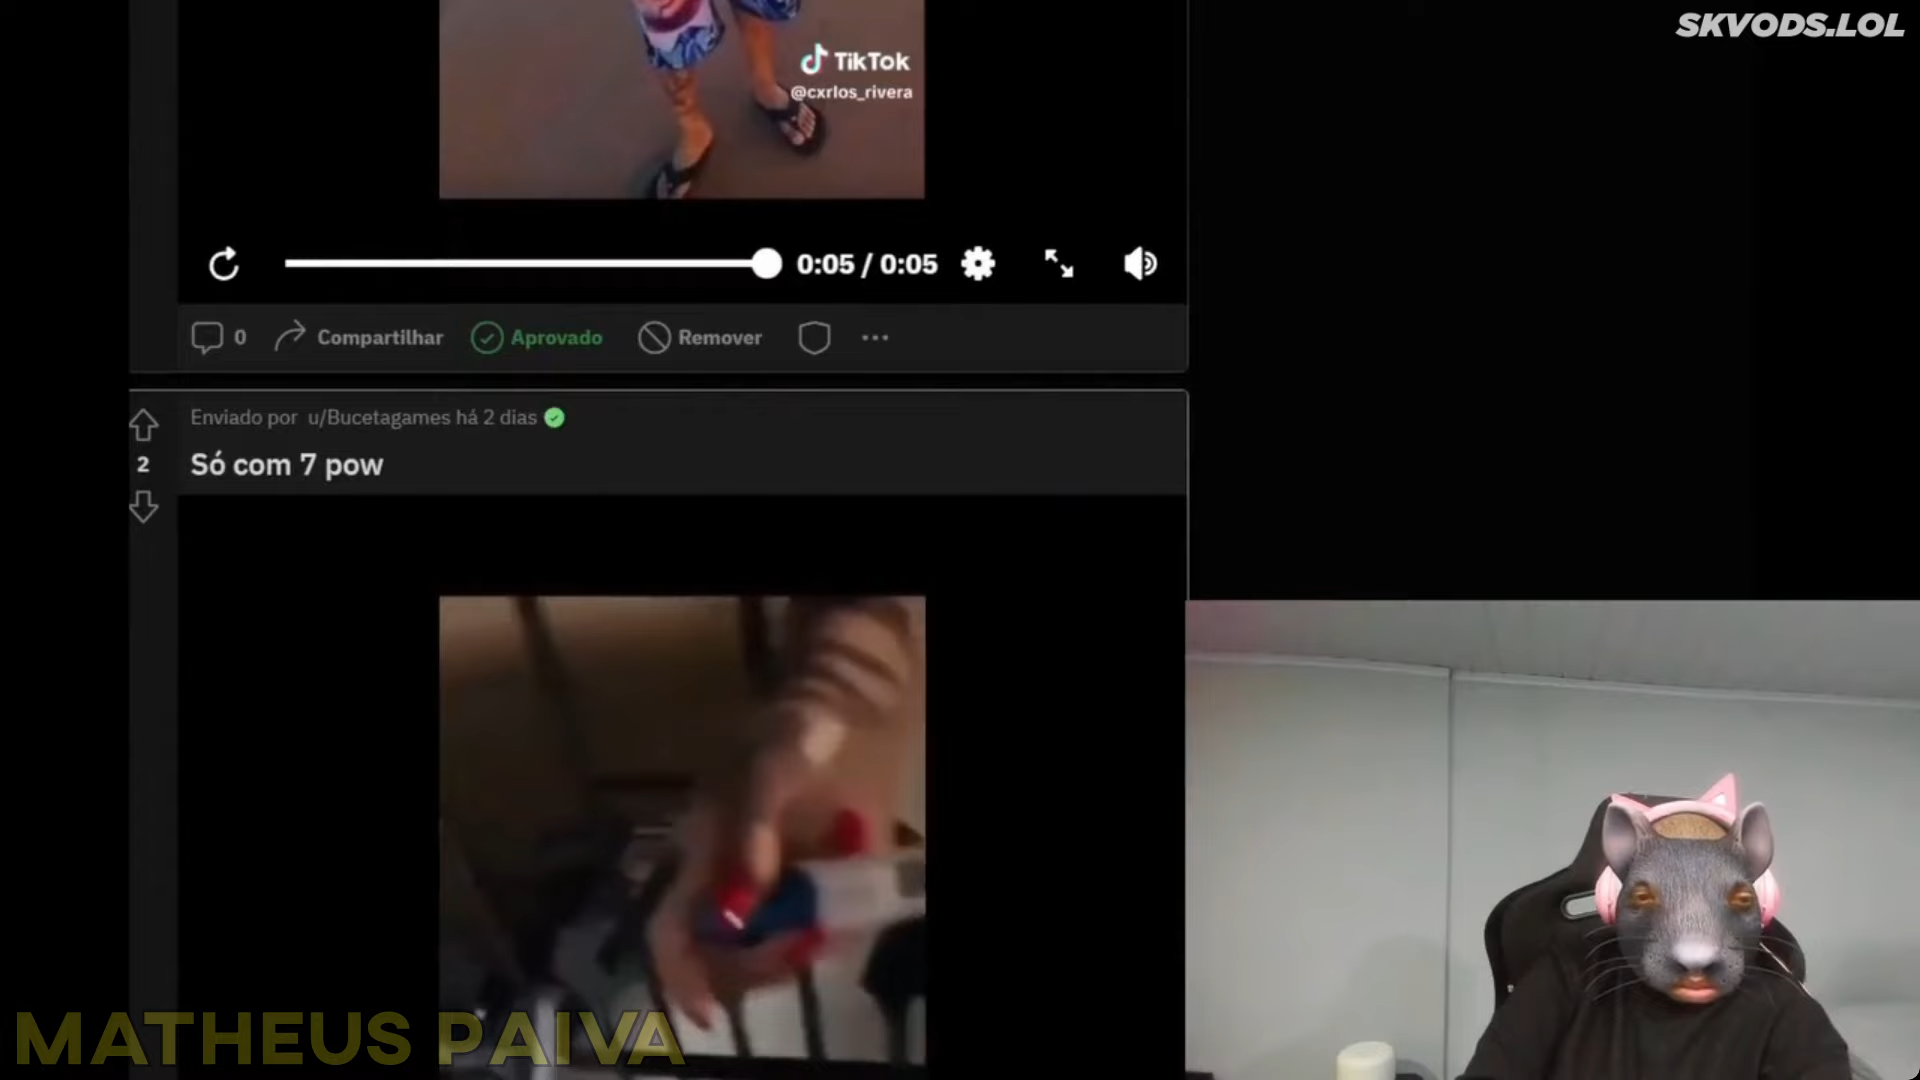 SKVODS.LOL
TikTok
@cxrlos_rivera
0:05 / 0:05
0 Compartilhar Aprovado Remover ...
Enviado por u/Bucetagames há 2 dias
2
Só com 7 pow
MATHEUS PAIVA